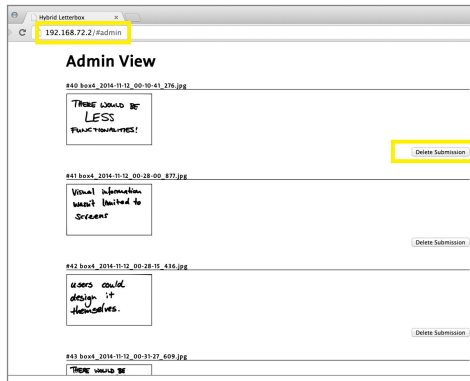 Hybrid Letterbox
192.168.72.2/#admin
Admin View
#40 box4_2014-11-12_00-10-41_276.jpg
THERE WOULD BE
LESS
FUNCTIONALITIES!
Delete Submission
#41 box4_2014-11-12_00-28-00_877.jpg
Visual information
wasn't limited to
screens
Delete Submission
#42 box4_2014-11-12_00-28-15_436.jpg
users could
design it
themselves.
Delete Submission
#43 box4_2014-11-12_00-31-27_609.jpg
THERE WOULD BE